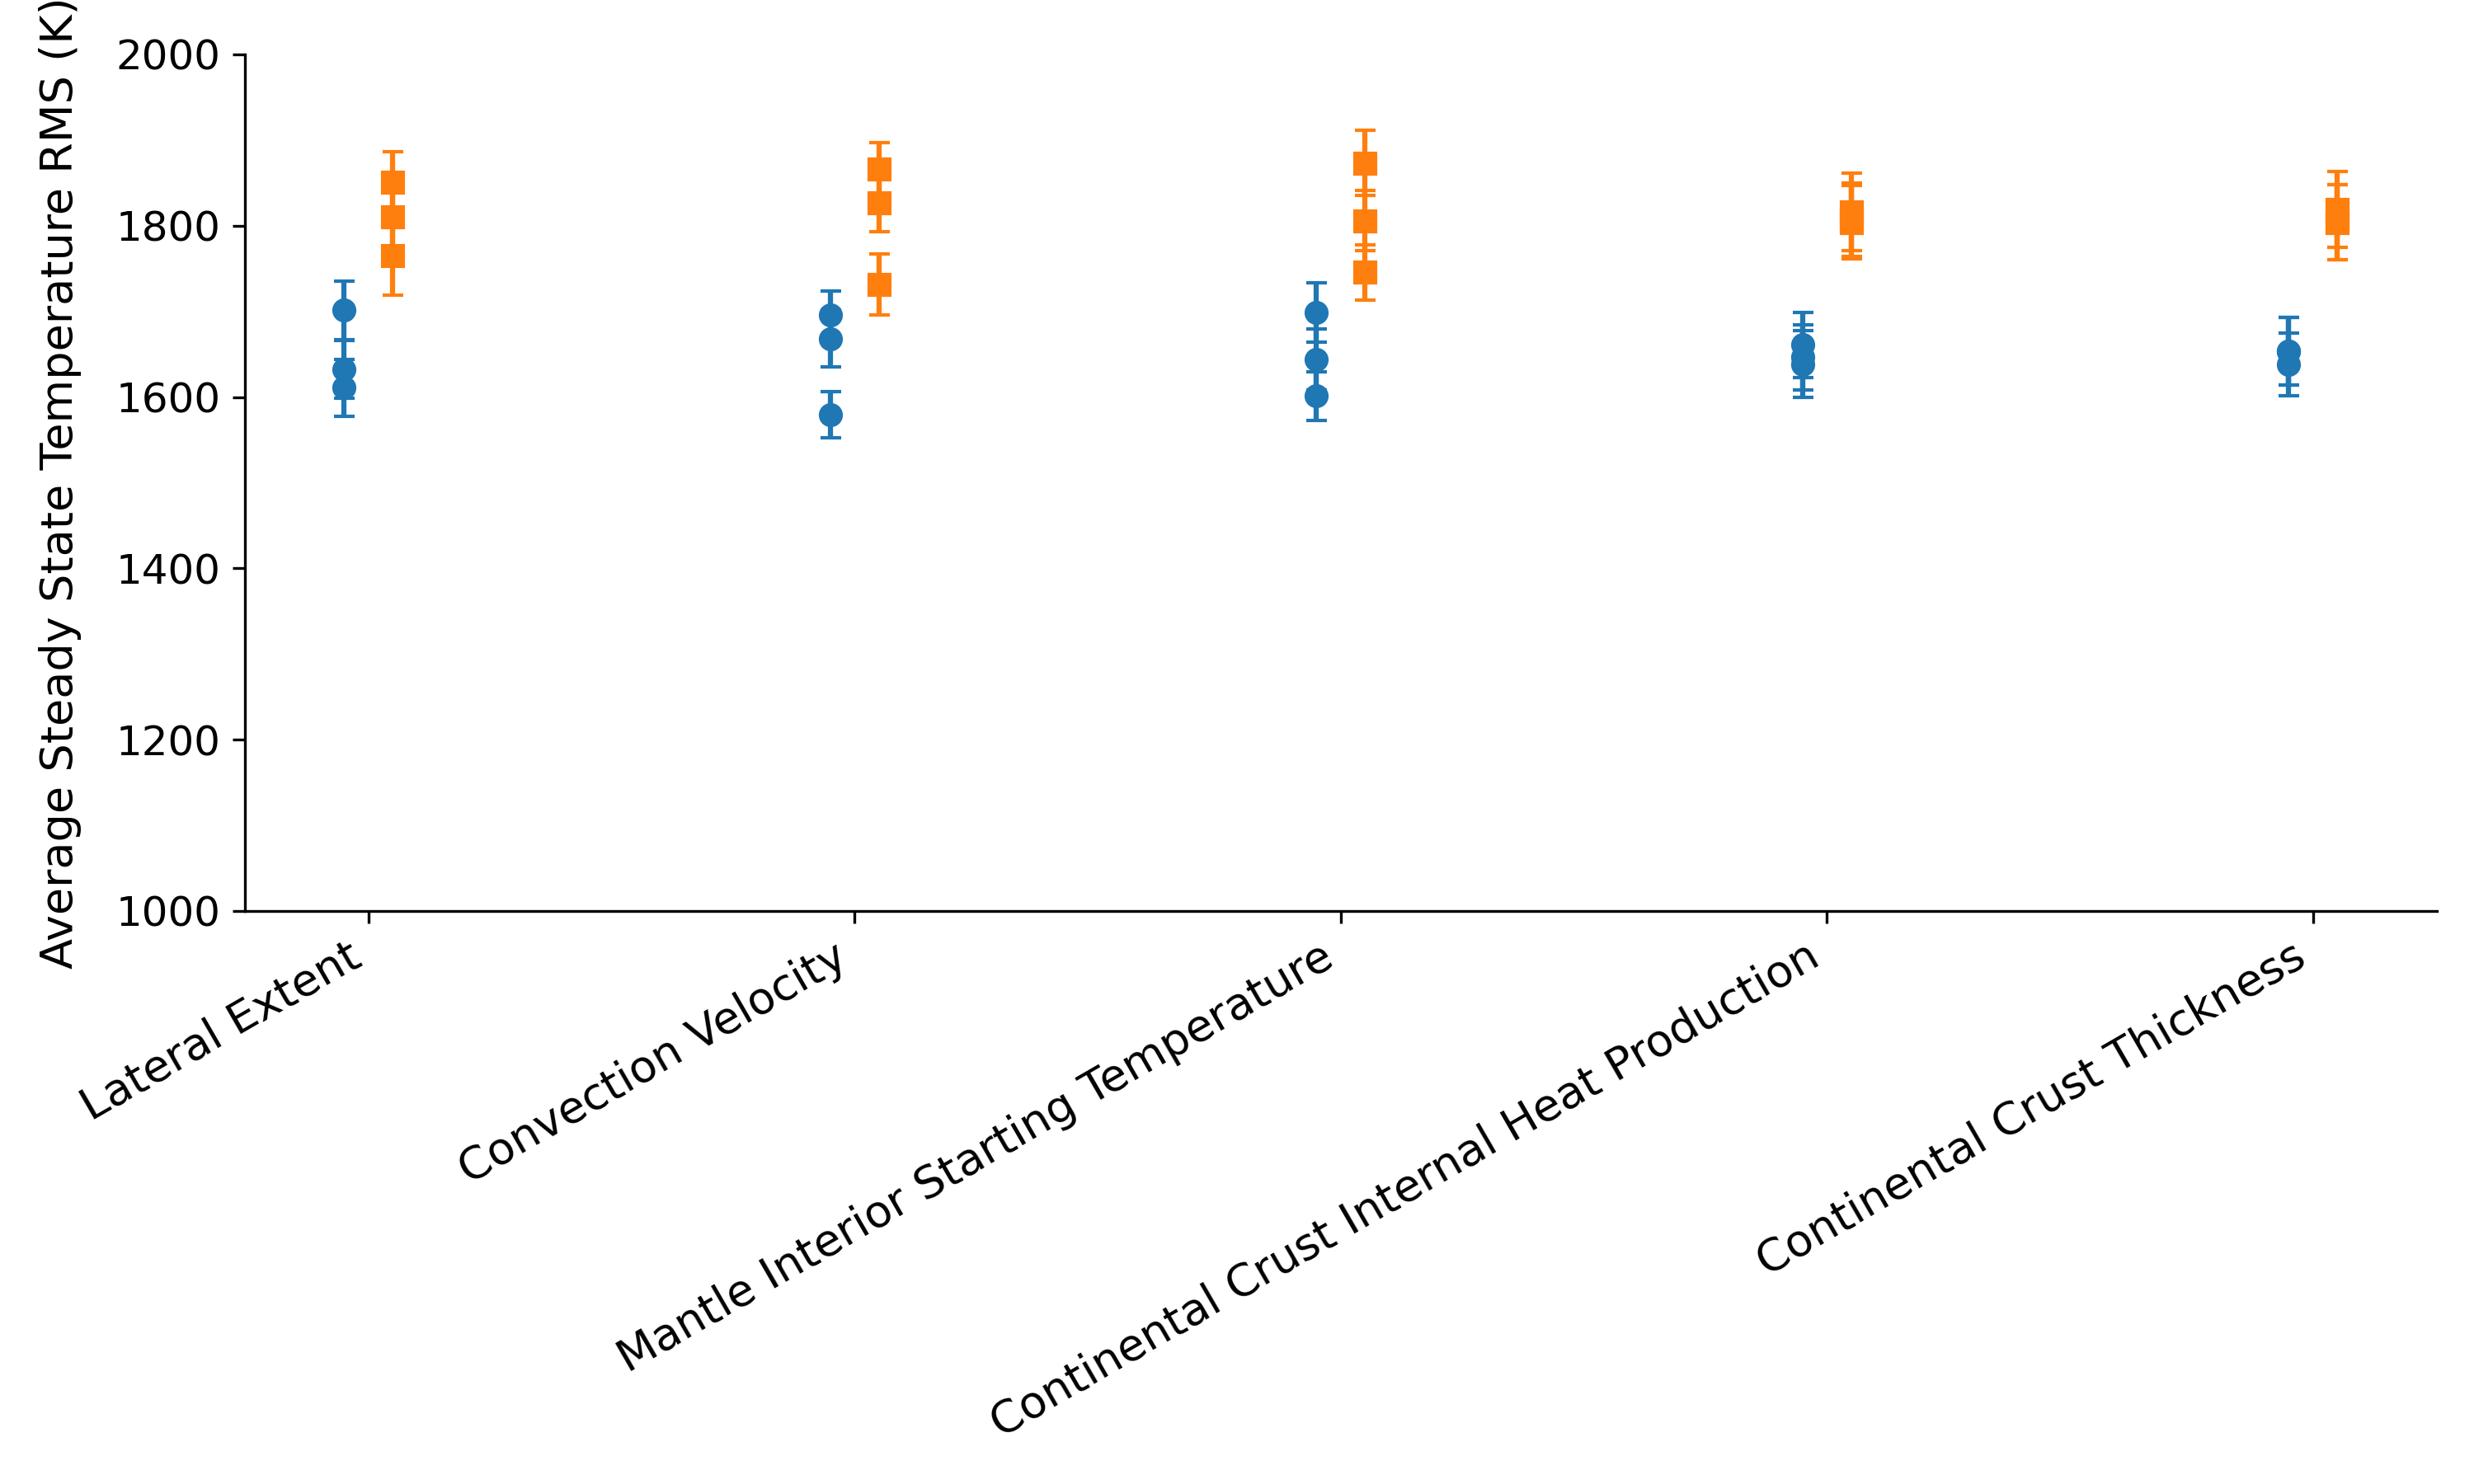 Average Steady State Temperature RMS (K)
2000
1800
1600
1400
1200
1000
Lateral Extent
Convection Velocity
Mantle Interior Starting Temperature
Continental Crust Internal Heat Production
Continental Crust Thickness